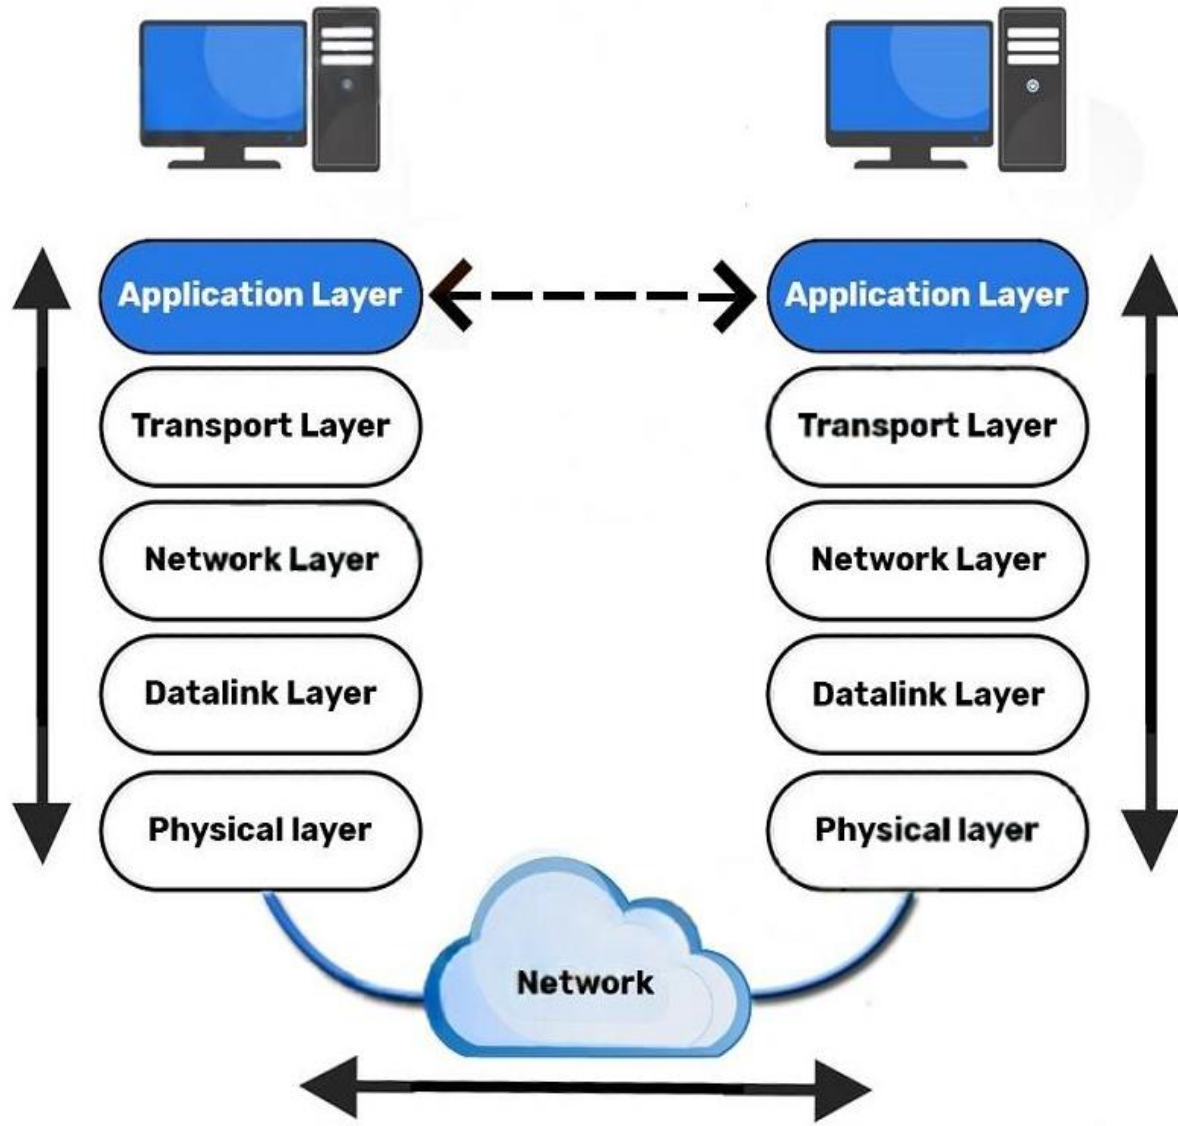 Application Layer
Application Layer
Transport Layer
Transport Layer
Network Layer
Network Layer
Datalink Layer
Datalink Layer
Physical layer
Physical layer
Network